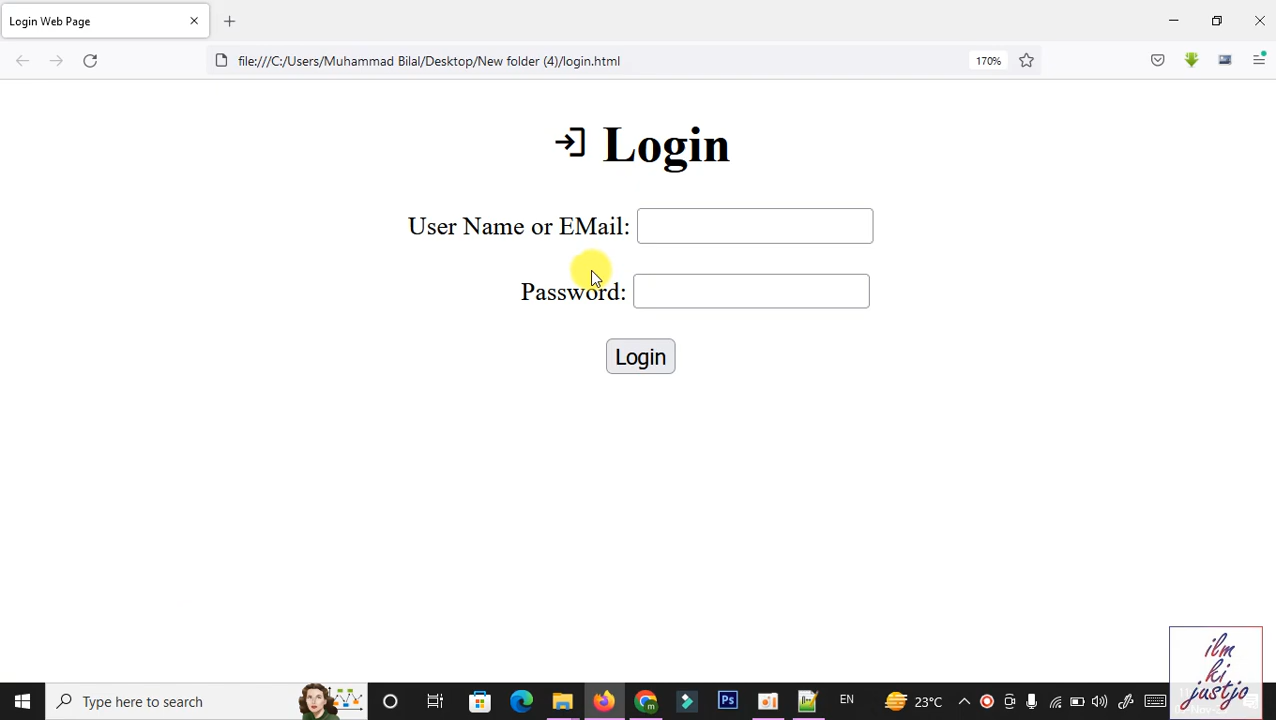 Login Web Page
file:///C:/Users/Muhammad Bilal/Desktop/New folder (4)/login.html
170%
Login
User Name or EMail:
Password:
Login
Type here to search
Ps
EN
23°C
ilm
ki
justjo